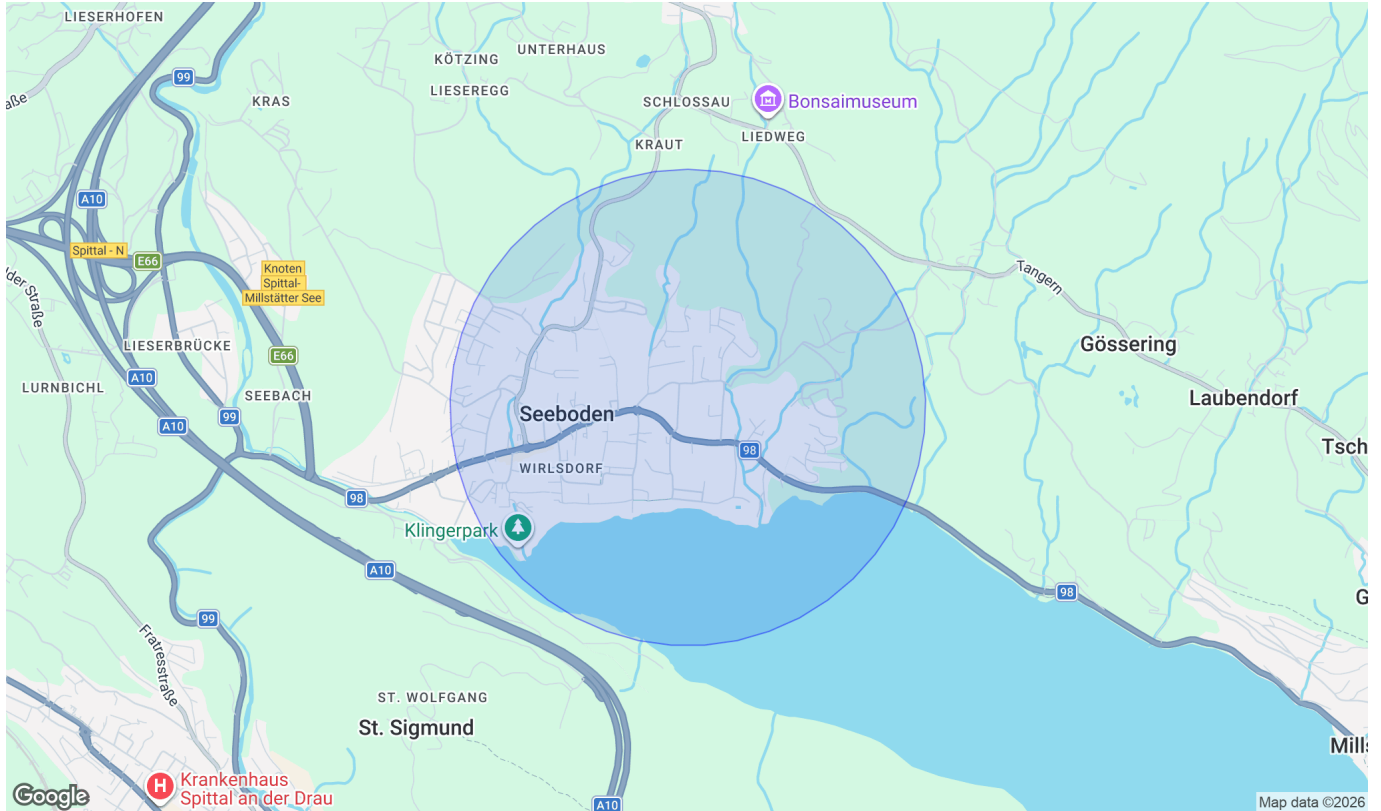 LIESERHOFEN
UNTERHAUS
KÖTZING
99
LIESEREGG
KRAS
SCHLOSSAU
Bonsaimuseum
LIEDWEG
KRAUT
A10
Spittal - N
E66
Knoten
Spittal-
Millstätter See
Tangern
Gössering
LIESERBRÜCKE
E66
A10
LURNBICHL
SEEBACH
Laubendorf
99
Seeboden
A10
98
Tsch
WIRLSDORF
98
Klingerpark
A10
98
G
99
Fratresstraße
ST. WOLFGANG
St. Sigmund
Mills
Krankenhaus
Spittal an der Drau
H
A10
Google
Map data ©2026